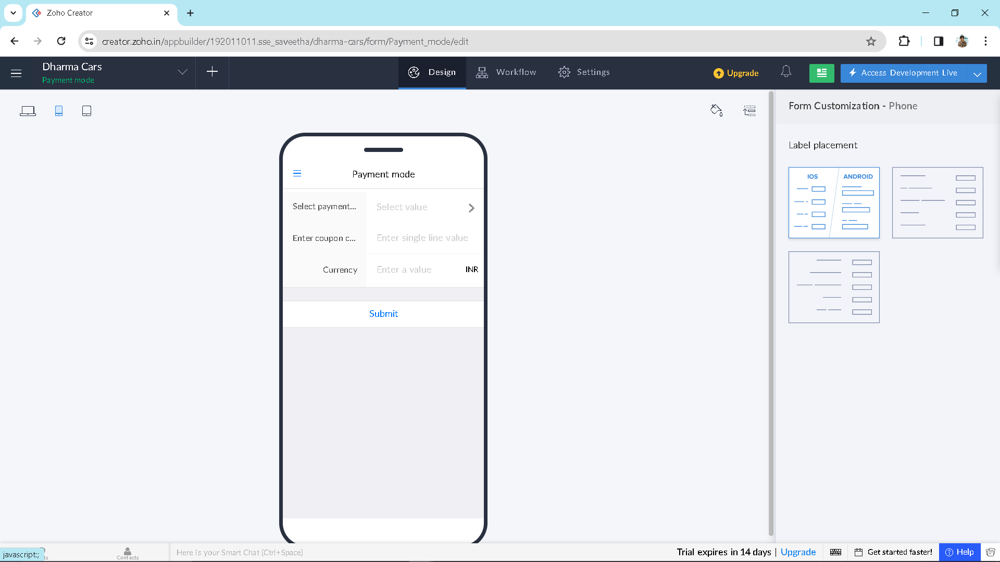 Zoho Creator
creator.zoho.in/appbuilder/192011011.sse_saveetha/dharma-cars/form/Payment_mode/edit
Dharma Cars
Payment mode
Design
Workflow
Settings
Upgrade
Access Development Live
Form Customization - Phone
Label placement
IOS
ANDROID
Payment mode
Select payment...
Select value
Enter coupon c...
Enter single line value
Currency
Enter a value
INR
Submit
javascript:;
Contacts
Here is your Smart Chat (Ctrl+Space)
Trial expires in 14 days | Upgrade
Get started faster!
Help